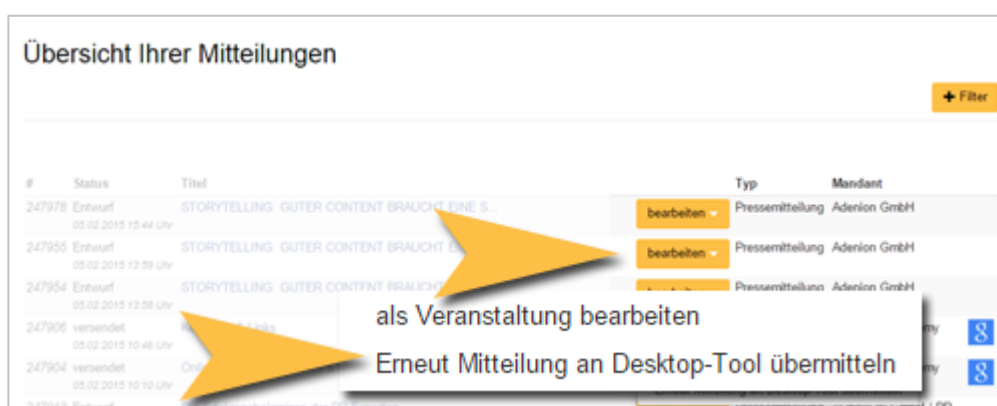 Übersicht Ihrer Mitteilungen
+ Filter
# Status Titel Typ Mandant
247978 Entwurf STORYTELLING: GUTER CONTENT BRAUCHT EINE S... bearbeiten Pressemitteilung Adenion GmbH
05.02.2015 15:44 Uhr
247955 Entwurf STORYTELLING: GUTER CONTENT BRAUCHT bearbeiten Pressemitteilung Adenion GmbH
05.02.2015 13:59 Uhr
247954 Entwurf STORYTELLING: GUTER CONTENT BRAUCHT Pressemitteilung Adenion GmbH
05.02.2015 13:58 Uhr
als Veranstaltung bearbeiten
247906 versendet 8
05.02.2015 10:46 Uhr
Erneut Mitteilung an Desktop-Tool übermitteln
247904 versendet 8
05.02.2015 10:10 Uhr